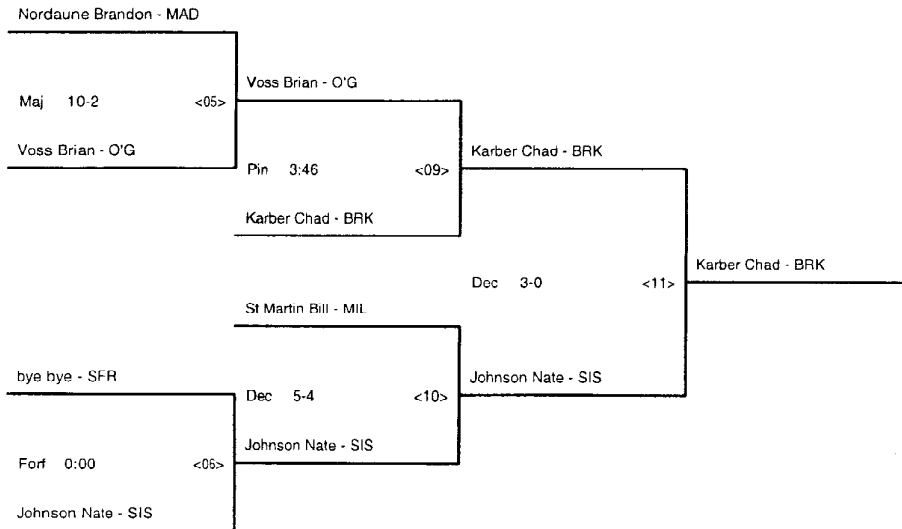 Nordaune Brandon - MAD
Maj 10-2 <05>
Voss Brian - O'G
Voss Brian - O'G
Pin 3:46 <09>
Karber Chad - BRK
Karber Chad - BRK
Dec 3-0 <11>
Karber Chad - BRK
St Martin Bill - MIL
bye bye - SFR
Dec 5-4 <10>
Johnson Nate - SIS
Johnson Nate - SIS
Forf 0:00 <06>
Johnson Nate - SIS